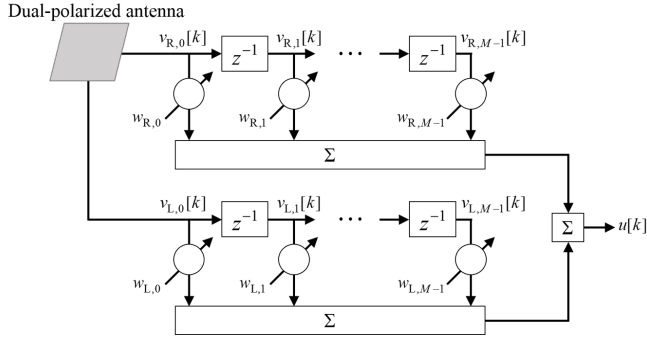 Dual-polarized antenna
v_{R,0}[k] z^{-1} v_{R,1}[k] ··· z^{-1} v_{R,M−1}[k]
w_{R,0} w_{R,1} w_{R,M−1}
Σ
v_{L,0}[k] z^{-1} v_{L,1}[k] ··· z^{-1} v_{L,M−1}[k]
Σ u[k]
w_{L,0} w_{L,1} w_{L,M−1}
Σ